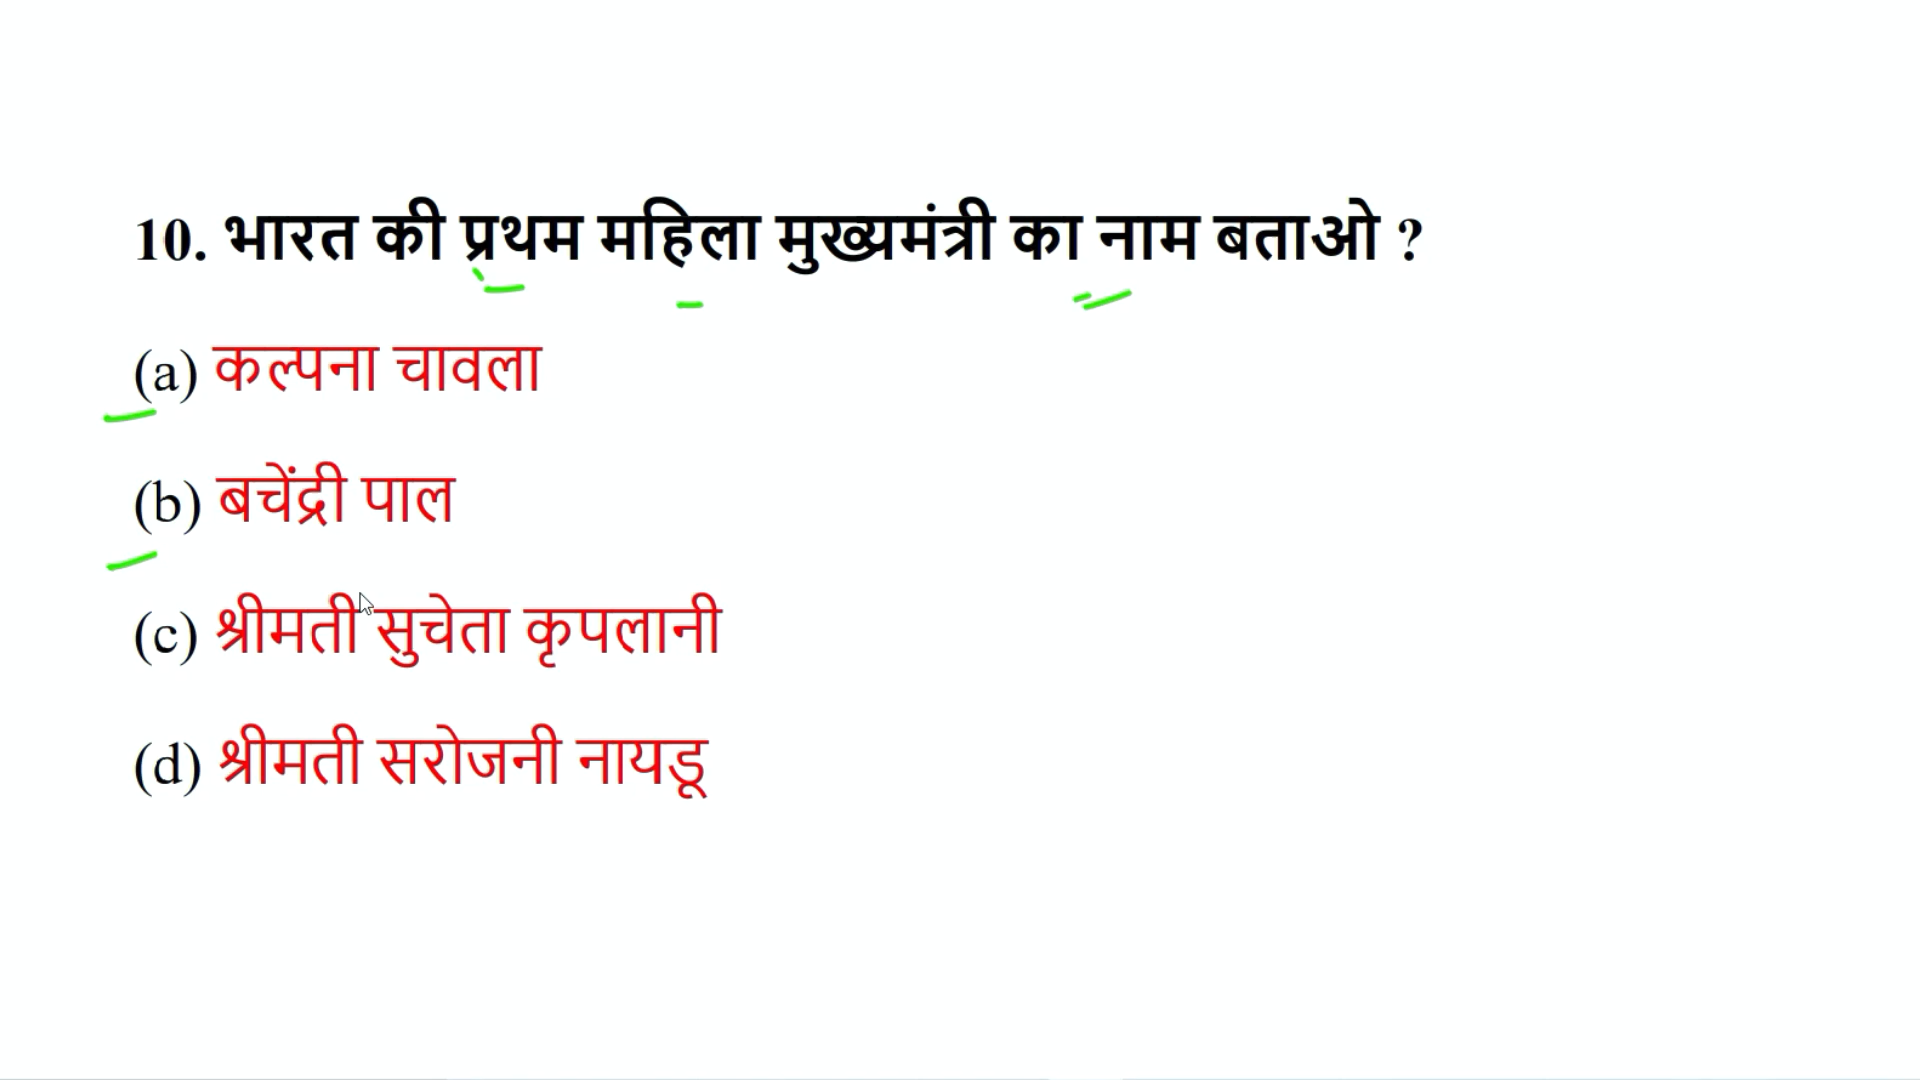 10. भारत की प्रथम महिला मुख्यमंत्री का नाम बताओ ?
(a) कल्पना चावला
(b) बचेंद्री पाल
(c) श्रीमती सुचेता कृपलानी
(d) श्रीमती सरोजनी नायडू